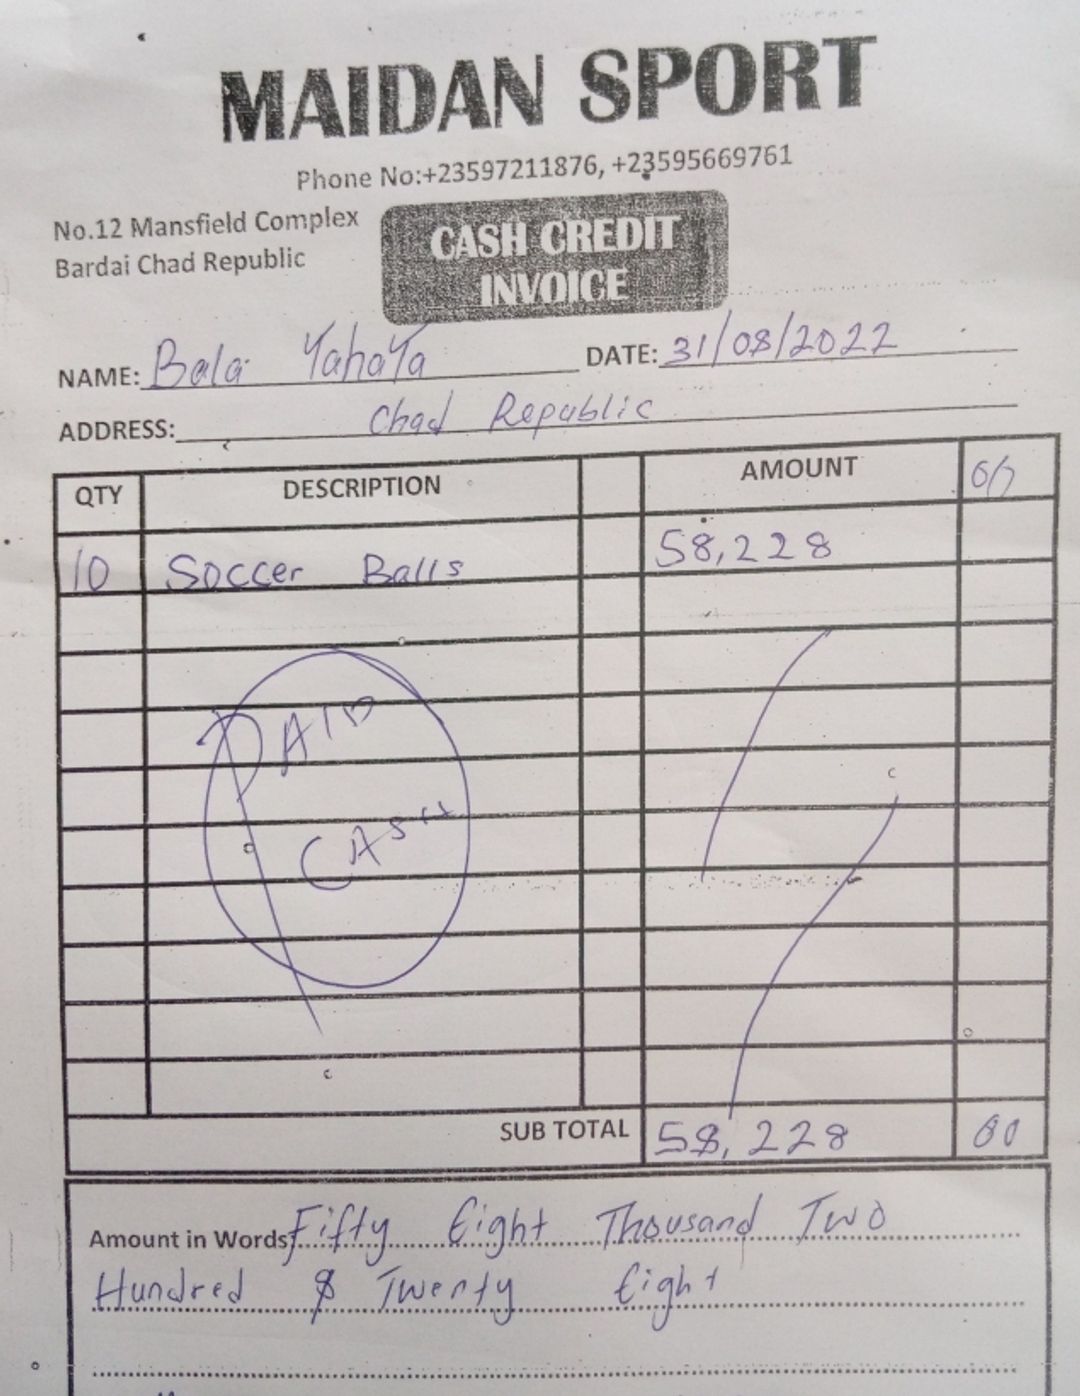 MAIDAN SPORT
Phone No:+23597211876, +23595669761
No.12 Mansfield Complex
Bardai Chad Republic
CASH CREDIT
INVOICE
NAME: Bala Yahaya
DATE: 31/08/2022
ADDRESS: Chad Republic
QTY DESCRIPTION AMOUNT
10 Soccer Balls 58,228
PAID
CASH
SUB TOTAL 58,228 00
Amount in Words Fifty Eight Thousand Two
Hundred & Twenty Eight